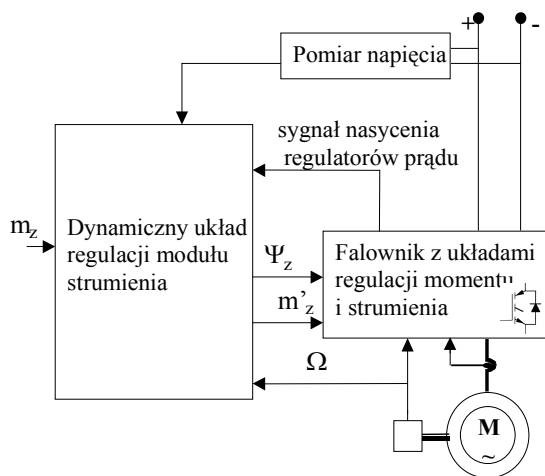 + -
Pomiar napięcia
sygnał nasycenia
regulatorów prądu
m_z
Dynamiczny układ
regulacji modułu
strumienia
Ψ_z
m'_z
Ω
Falownik z układami
regulacji momentu
i strumienia
M
~